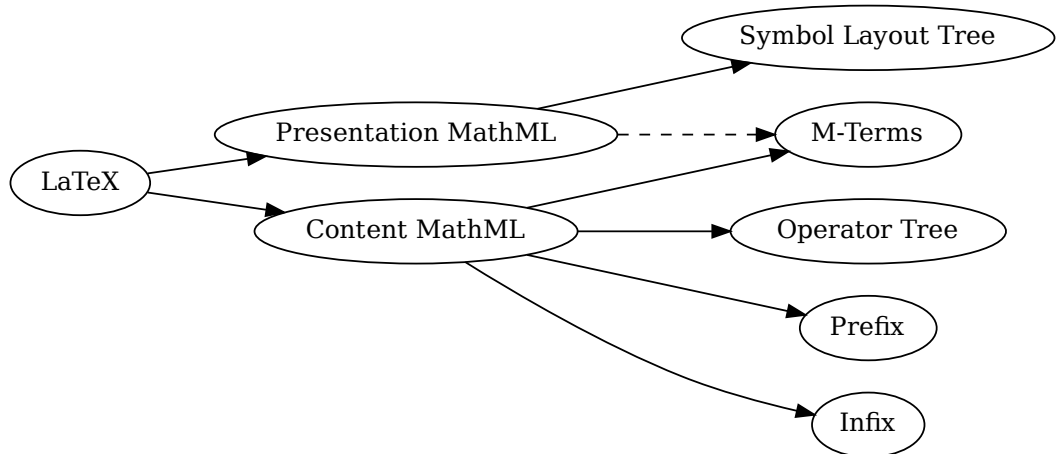 Symbol Layout Tree
Presentation MathML
M-Terms
LaTeX
Content MathML
Operator Tree
Prefix
Infix